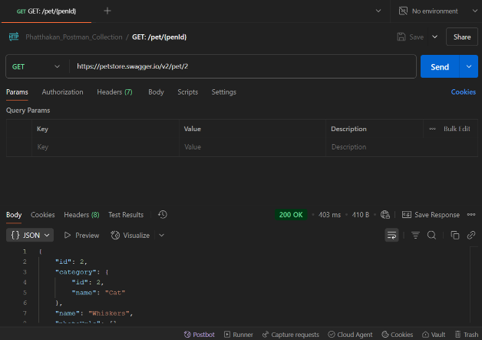 GET GET: /pet/{penId}
No environment
Phatthakan_Postman_Collection / GET: /pet/{penId}
Save
Share
GET
https://petstore.swagger.io/v2/pet/2
Send
Params Authorization Headers (7) Body Scripts Settings Cookies
Query Params
Key Value Description Bulk Edit
Key Value Description
Body Cookies Headers (8) Test Results 200 OK 403 ms 410 B Save Response
{} JSON Preview Visualize
1 {
2 "id": 2,
3 "category": {
4 "id": 2,
5 "name": "Cat"
6 },
7 "name": "Whiskers",
Postbot Runner Capture requests Cloud Agent Cookies Vault Trash